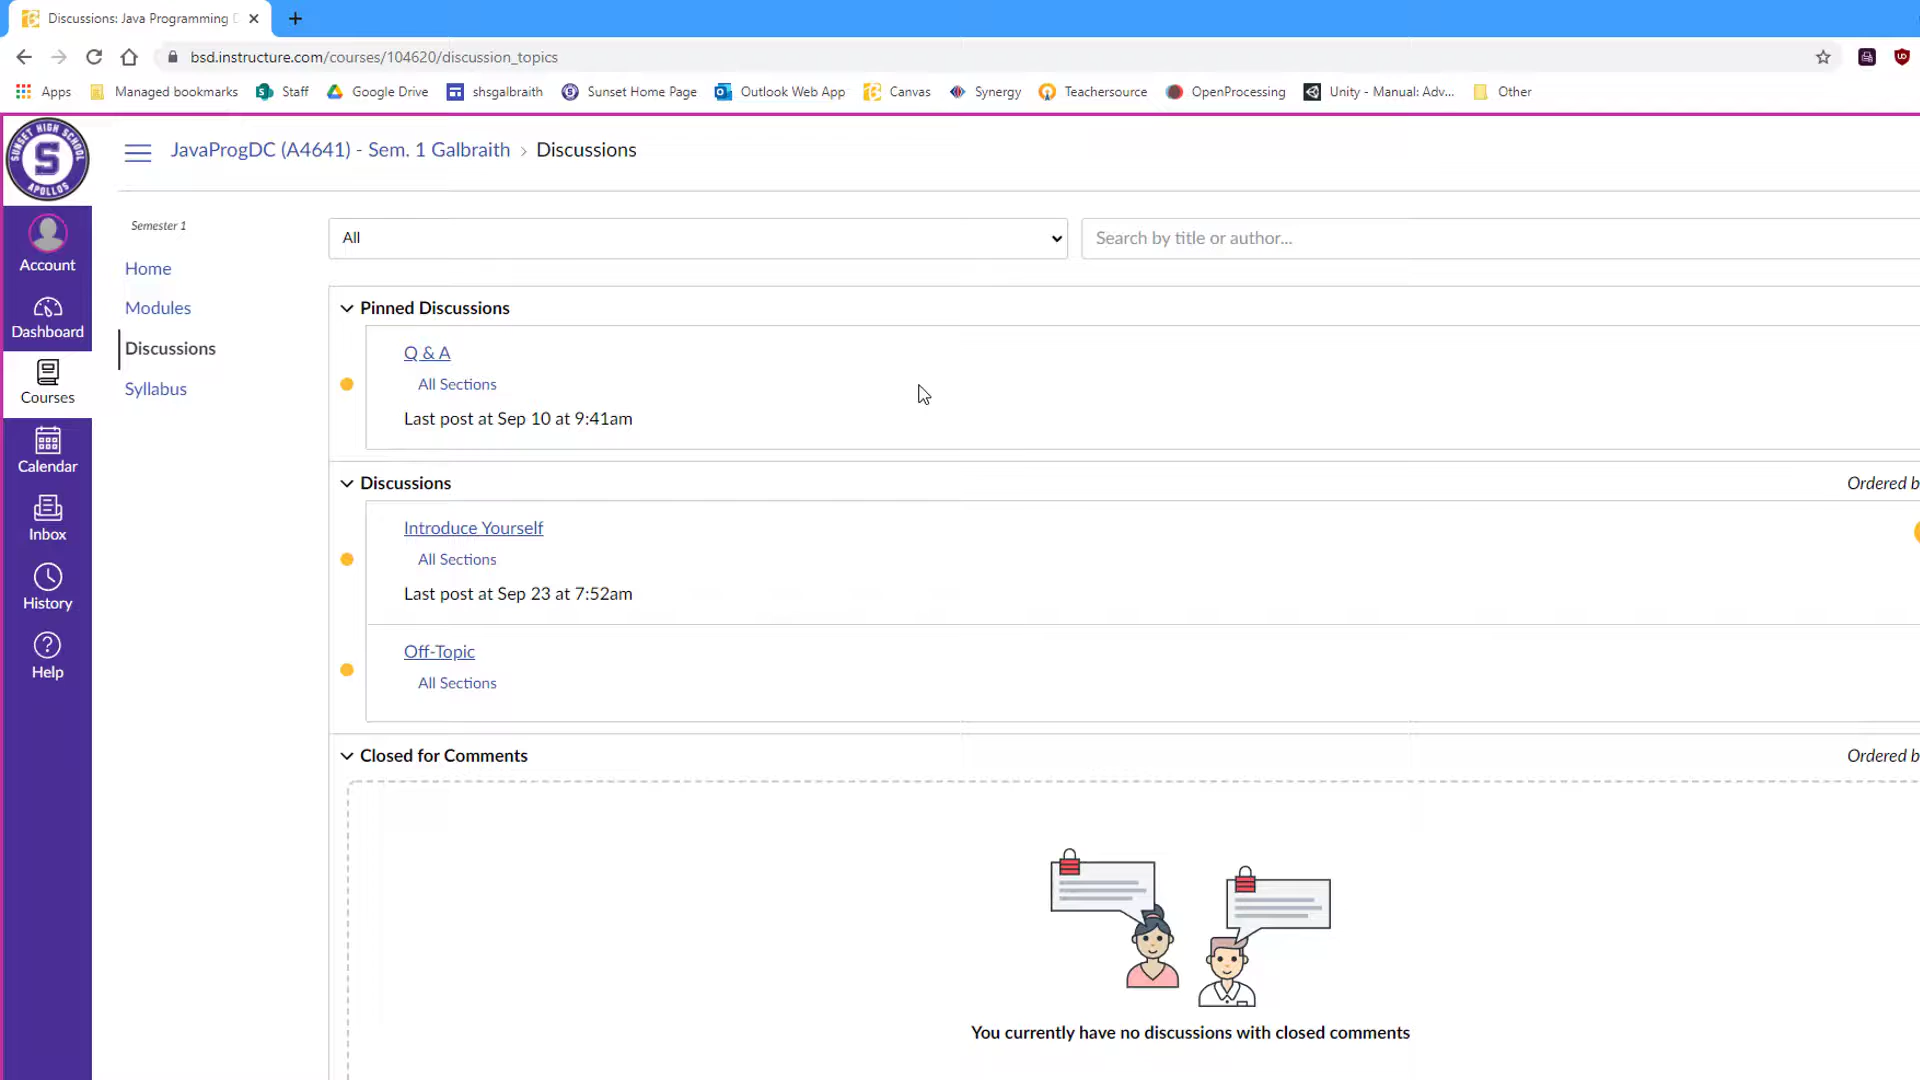 Discussions: Java Programming D
bsd.instructure.com/courses/104620/discussion_topics
Apps Managed bookmarks Staff Google Drive shsgalbraith Sunset Home Page Outlook Web App Canvas Synergy Teachersource OpenProcessing Unity - Manual: Adv... Other
SUNSET HIGH SCHOOL
S
APOLLOS
JavaProgDC (A4641) - Sem. 1 Galbraith › Discussions
Account
Dashboard
Courses
Calendar
Inbox
History
Help
Semester 1
Home
Modules
Discussions
Syllabus
All
Search by title or author...
Pinned Discussions
Q & A
All Sections
Last post at Sep 10 at 9:41am
Discussions
Ordered b
Introduce Yourself
All Sections
Last post at Sep 23 at 7:52am
Off-Topic
All Sections
Closed for Comments
Ordered b
You currently have no discussions with closed comments